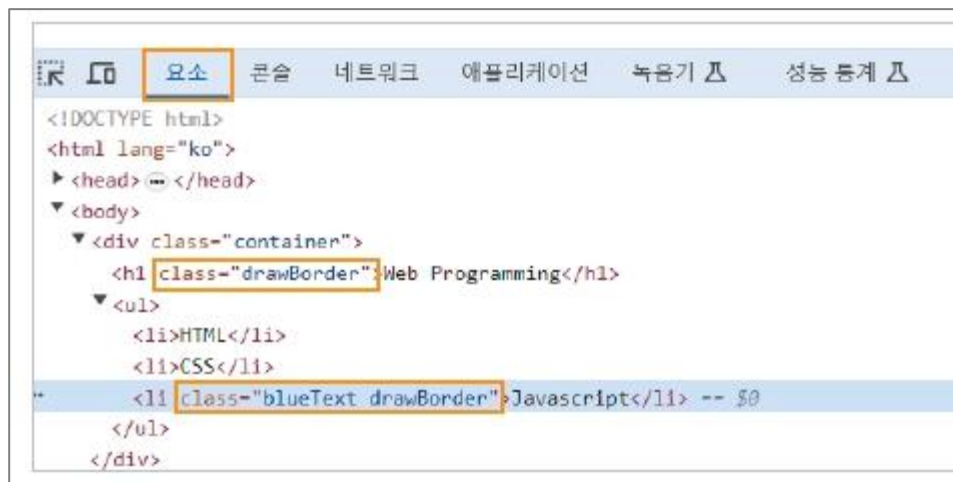 요소 콘솔 네트워크 애플리케이션 녹음기 성능 통계
<!DOCTYPE html>
<html lang="ko">
<head> … </head>
<body>
<div class="container">
<h1 class="drawBorder">Web Programming</h1>
<ul>
<li>HTML</li>
<li>CSS</li>
<li class="blueText drawBorder">Javascript</li> == $0
</ul>
</div>